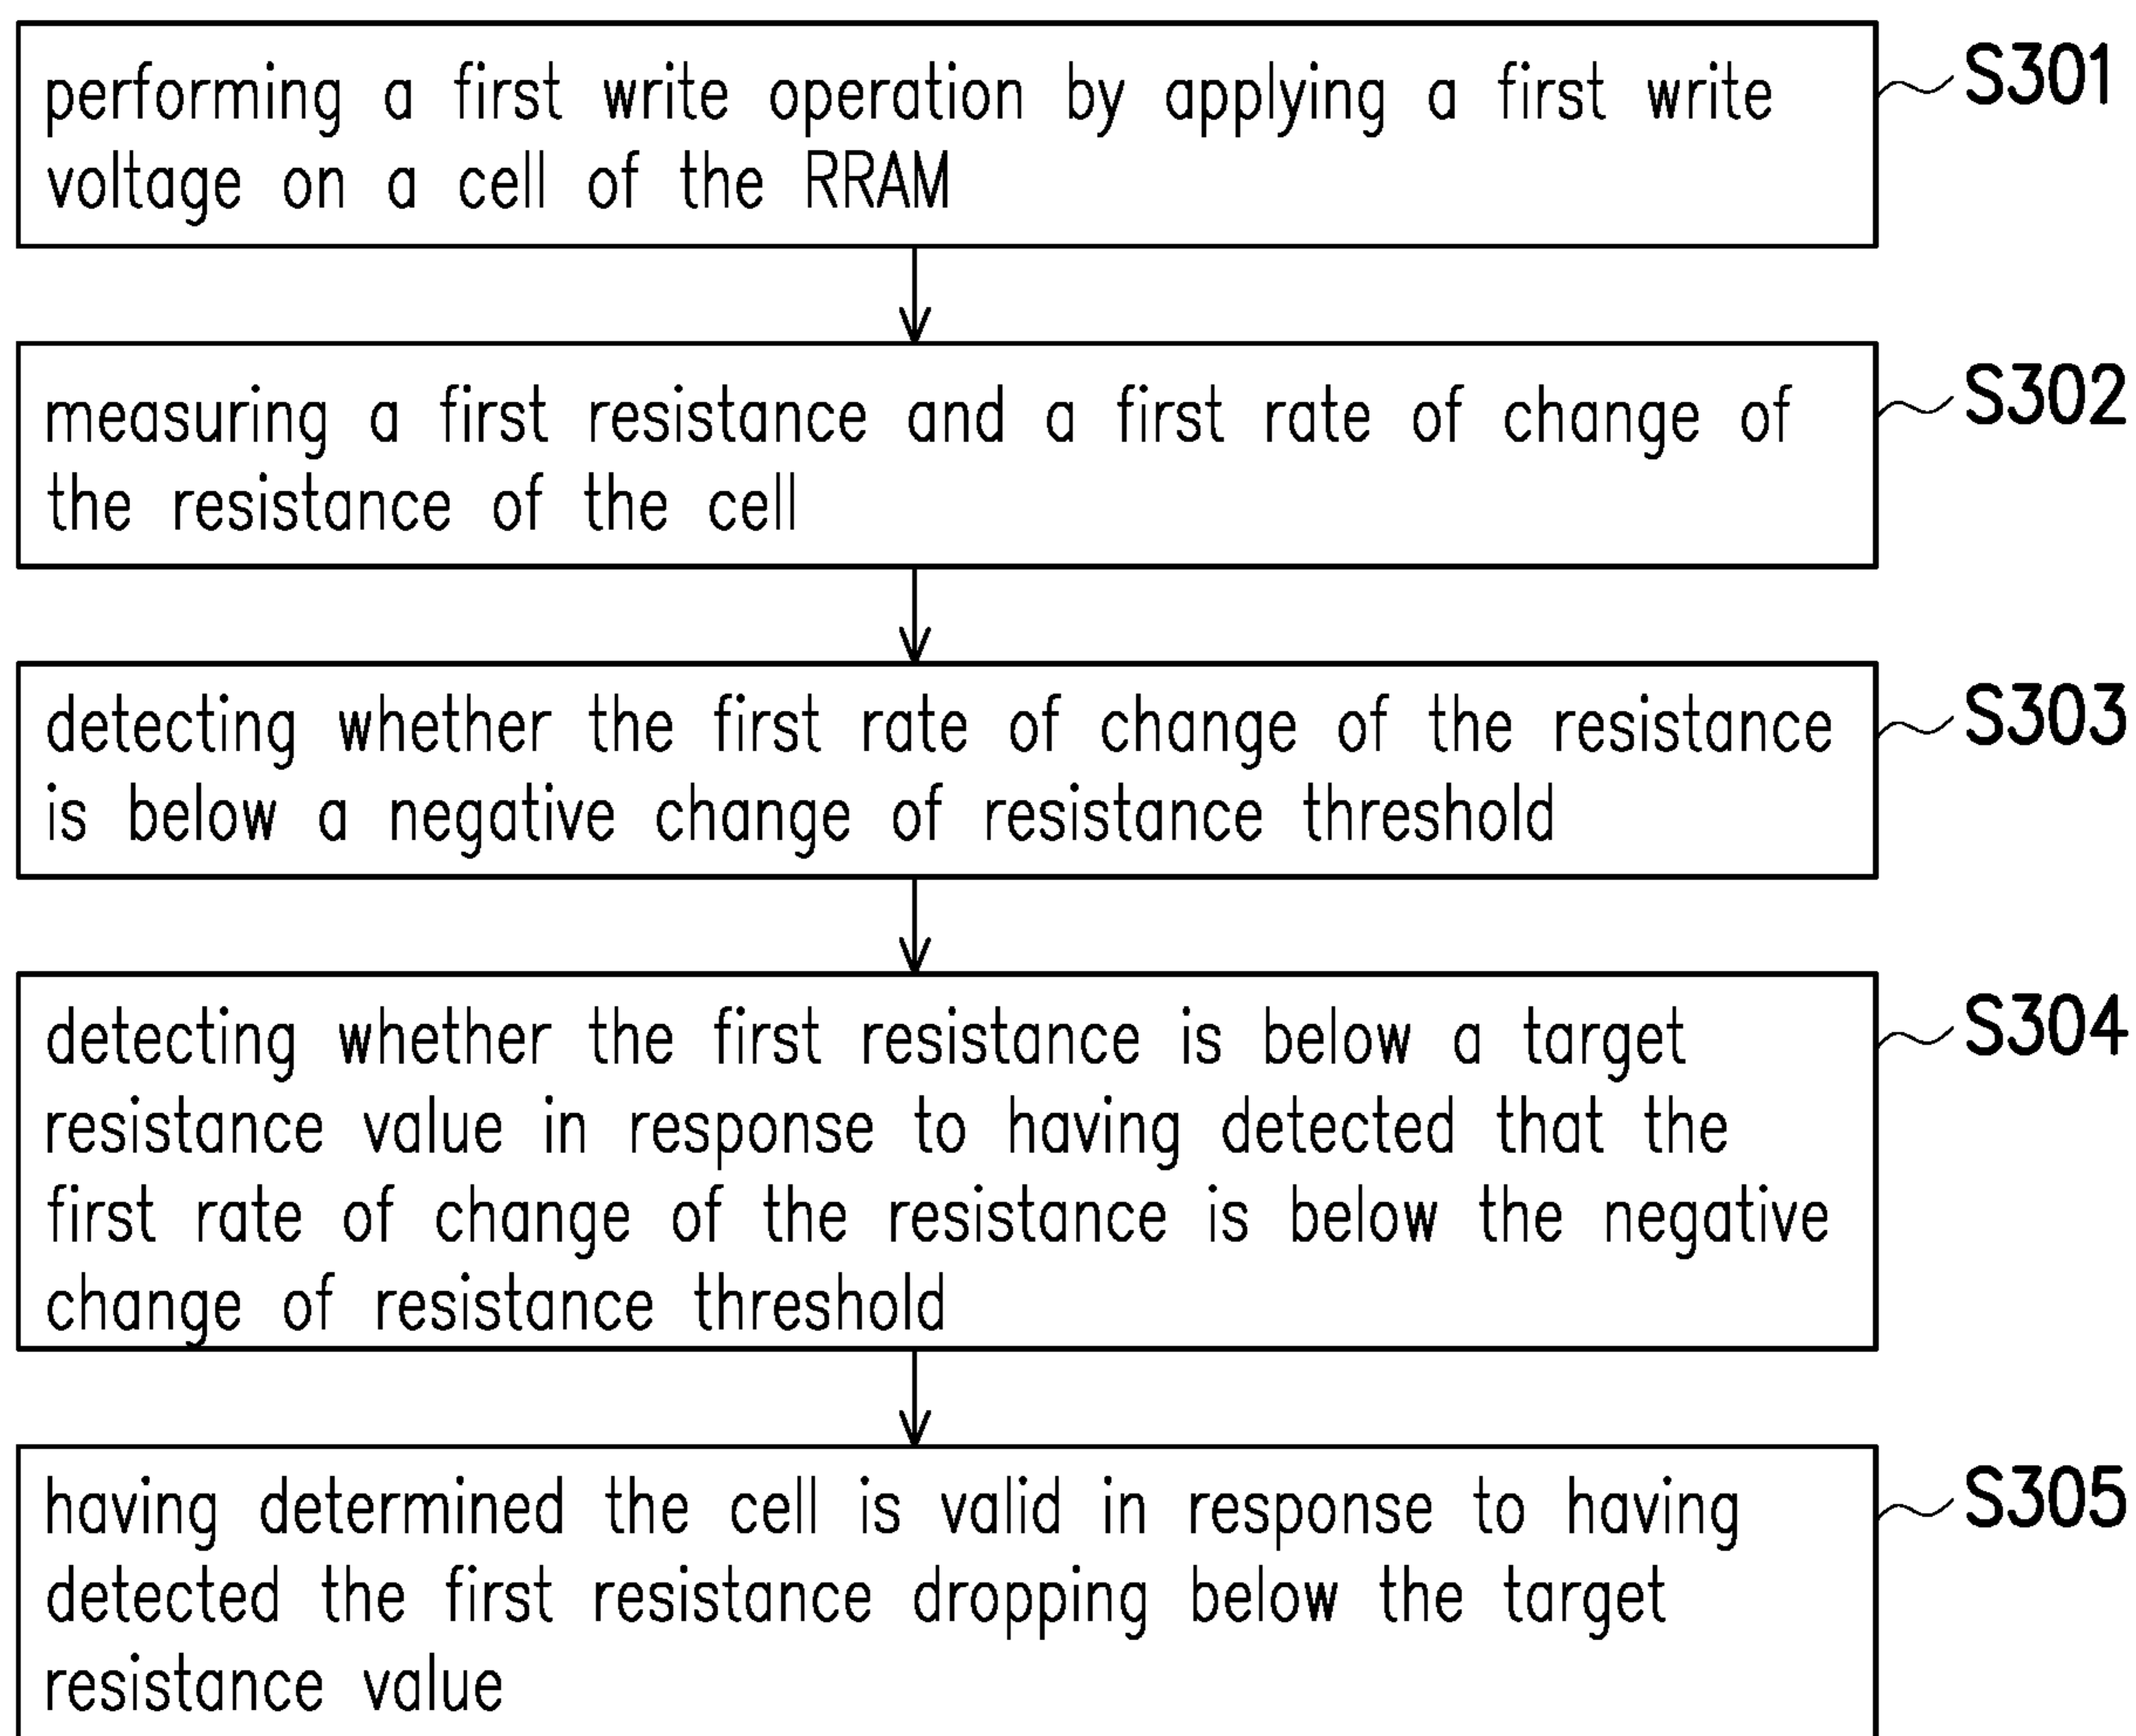 performing a first write operation by applying a first write
voltage on a cell of the RRAM
S301
measuring a first resistance and a first rate of change of
the resistance of the cell
S302
detecting whether the first rate of change of the resistance
is below a negative change of resistance threshold
S303
detecting whether the first resistance is below a target
resistance value in response to having detected that the
first rate of change of the resistance is below the negative
change of resistance threshold
S304
having determined the cell is valid in response to having
detected the first resistance dropping below the target
resistance value
S305